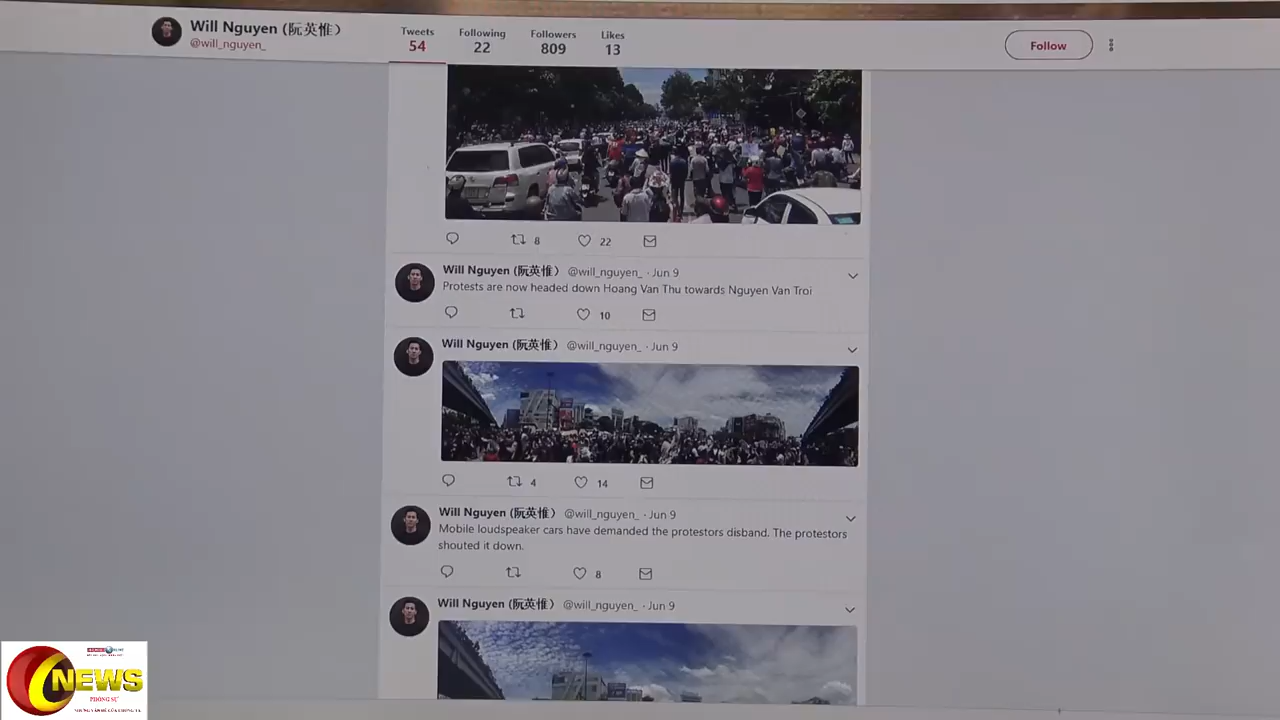 Will Nguyen (阮英惟)
@will_nguyen_
Tweets
54
Following
22
Followers
809
Likes
13
Follow
8
22
Will Nguyen (阮英惟) @will_nguyen_ · Jun 9
Protests are now headed down Hoang Van Thu towards Nguyen Van Troi
10
Will Nguyen (阮英惟) @will_nguyen_ · Jun 9
4
14
Will Nguyen (阮英惟) @will_nguyen_ · Jun 9
Mobile loudspeaker cars have demanded the protestors disband. The protestors
shouted it down.
8
Will Nguyen (阮英惟) @will_nguyen_ · Jun 9
NEWS
PHÓNG SỰ